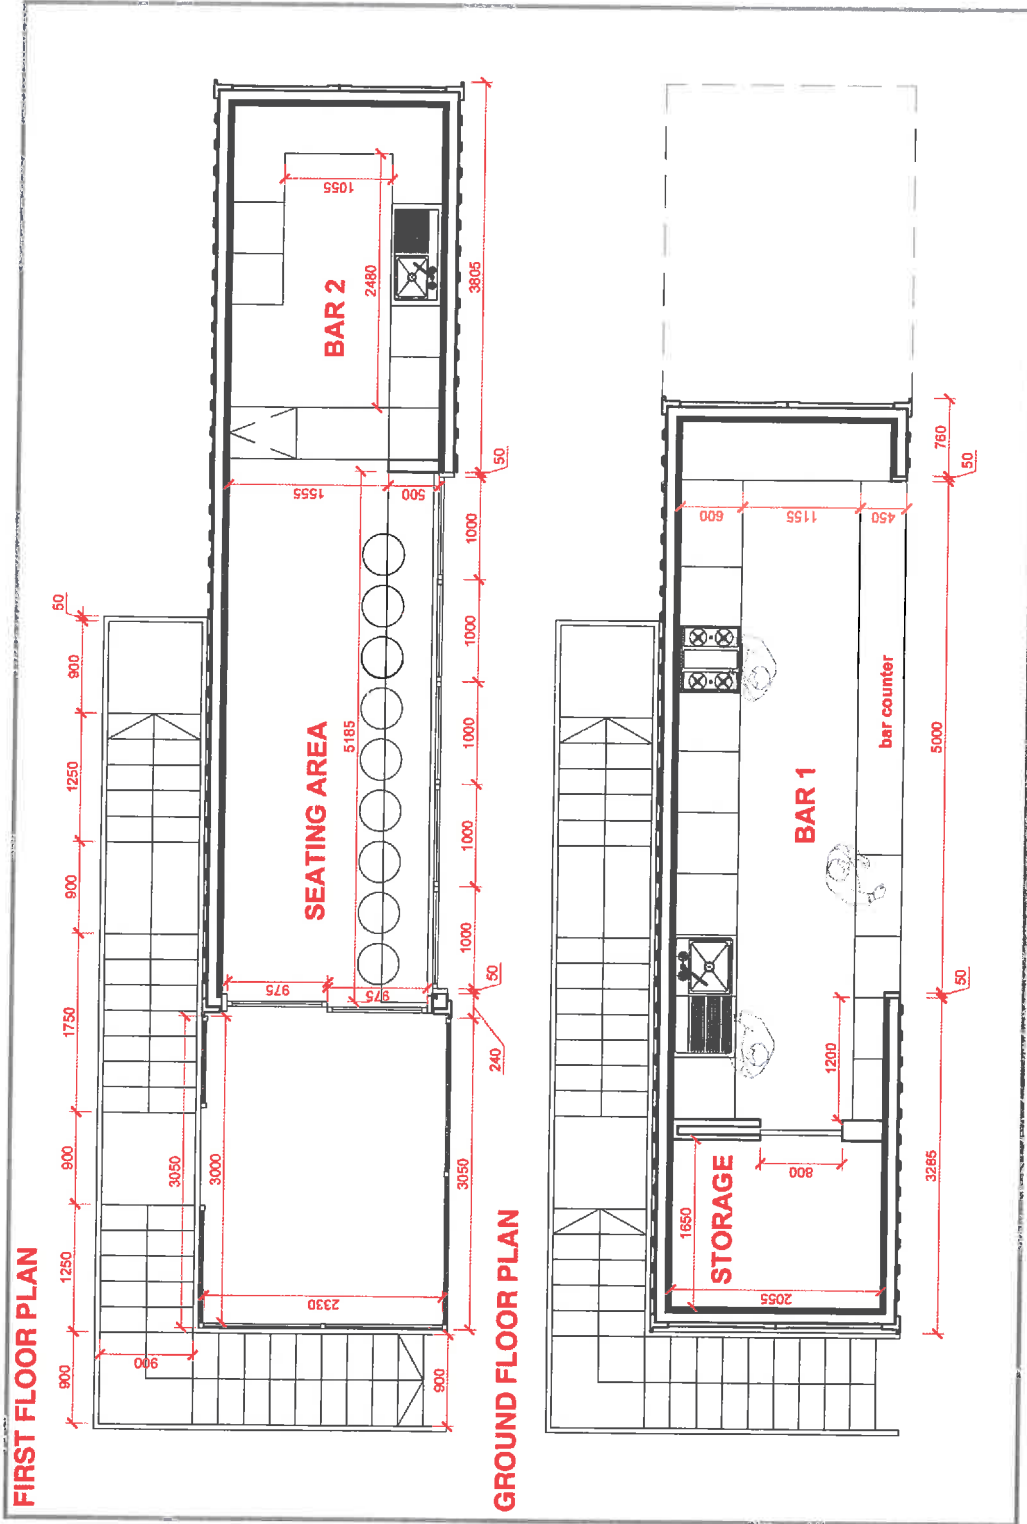 FIRST FLOOR PLAN
50
900 1250 900 1750 900 1250 900
900
3050
3000
2330
975
975
SEATING AREA
5185
1555
500
BAR 2
2480
1055
900 3050 1000 1000 1000 1000 1000 3805
240 50 50
GROUND FLOOR PLAN
STORAGE
1650
2055
800
1200
BAR 1
600
1155
450
bar counter
3285 5000 760
50 50